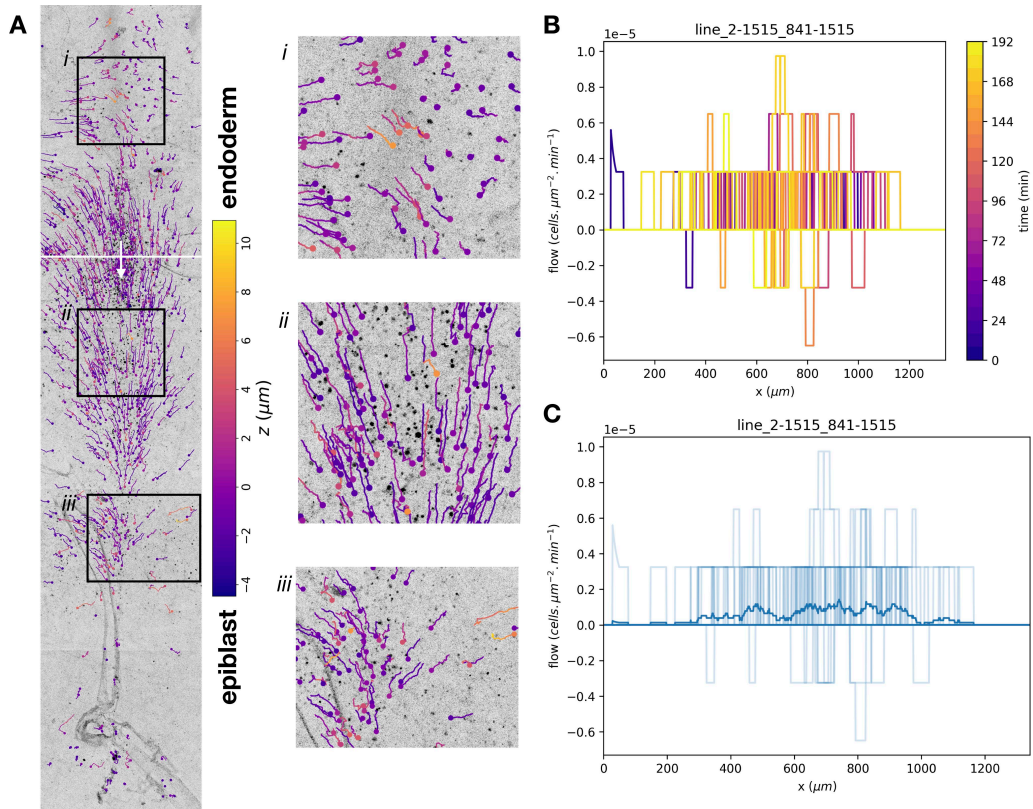 A
i
ii
iii
endoderm
epiblast
10
8
6
4
2
0
−2
−4
z (μm)
i
ii
iii
B
line_2-1515_841-1515
1e−5
1.0
0.8
0.6
0.4
0.2
0.0
−0.2
−0.4
−0.6
flow (cells.μm⁻².min⁻¹)
0 200 400 600 800 1000 1200
x (μm)
192
168
144
120
96
72
48
24
0
time (min)
C
line_2-1515_841-1515
1e−5
1.0
0.8
0.6
0.4
0.2
0.0
−0.2
−0.4
−0.6
flow (cells.μm⁻².min⁻¹)
0 200 400 600 800 1000 1200
x (μm)